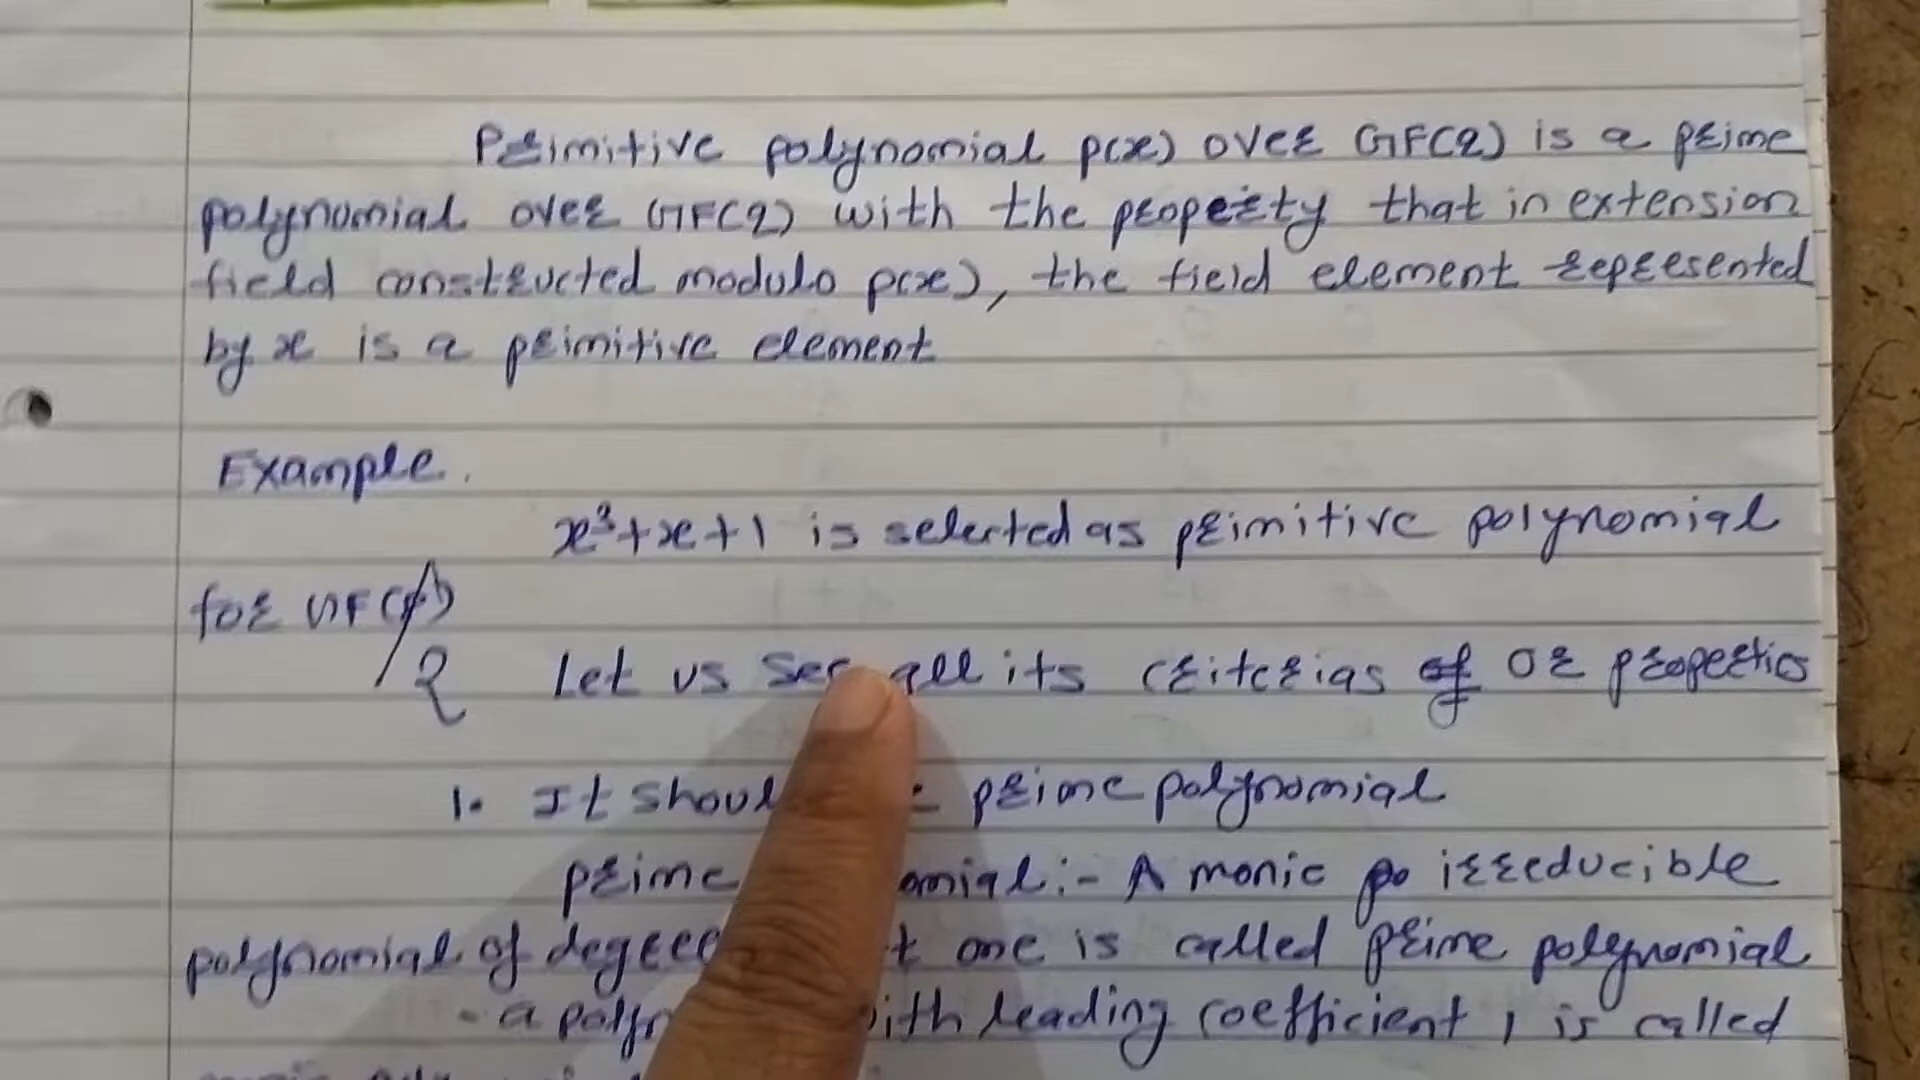 Primitive polynomial p(x) over GF(q) is a prime
polynomial over GF(q) with the property that in extension
field constructed modulo p(x), the field element represented
by x is a primitive element
Example.
x³+x+1 is selected as primitive polynomial
for GF(
2
Let us see all its criterias of or properties
1. It shoul prime polynomial
prime omial :- A monic po irreducible
polynomial of degree one is called prime polynomial
- a polyn ith leading coefficient 1 is called